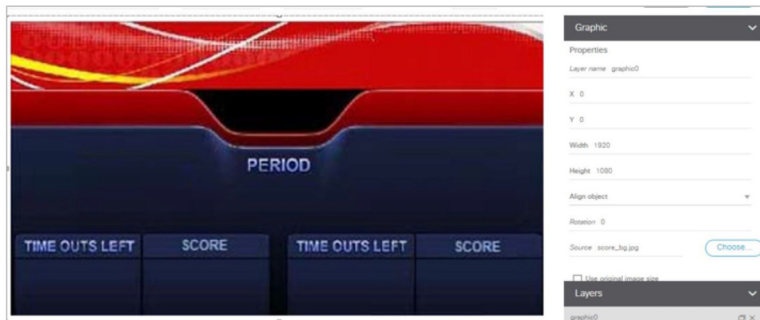 PERIOD
TIME OUTS LEFT SCORE TIME OUTS LEFT SCORE
Graphic
Properties
Layer name graphic0
X 0
Y 0
Width 1920
Height 1080
Align object
Rotation 0
Source score_bg.jpg Choose...
Use original image size
Layers
graphic0